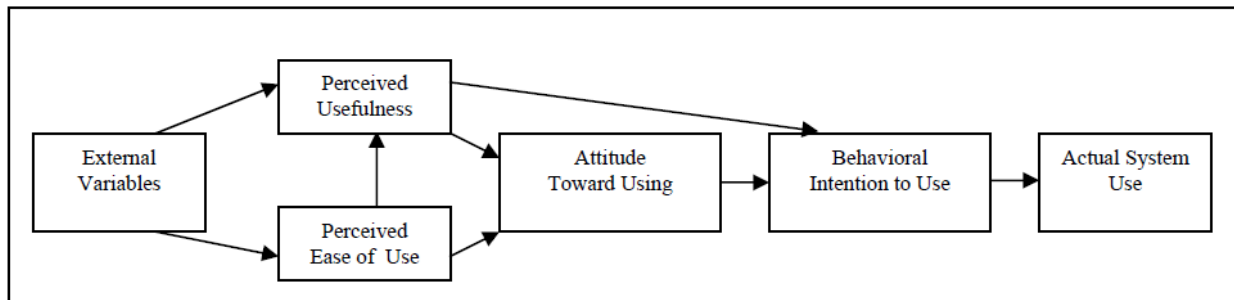 Perceived
Usefulness
External
Variables
Attitude
Toward Using
Behavioral
Intention to Use
Actual System
Use
Perceived
Ease of Use